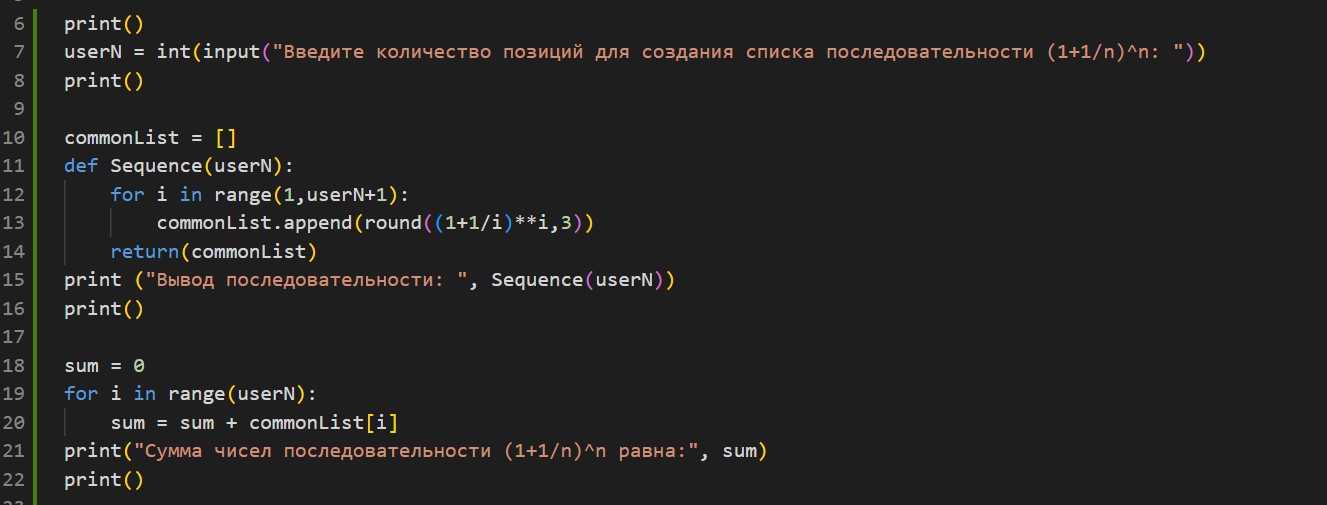 6 print()
7 userN = int(input("Введите количество позиций для создания списка последовательности (1+1/n)^n: "))
8 print()
9
10 commonList = []
11 def Sequence(userN):
12     for i in range(1,userN+1):
13         commonList.append(round((1+1/i)**i,3))
14     return(commonList)
15 print ("Вывод последовательности: ", Sequence(userN))
16 print()
17
18 sum = 0
19 for i in range(userN):
20     sum = sum + commonList[i]
21 print("Сумма чисел последовательности (1+1/n)^n равна:", sum)
22 print()